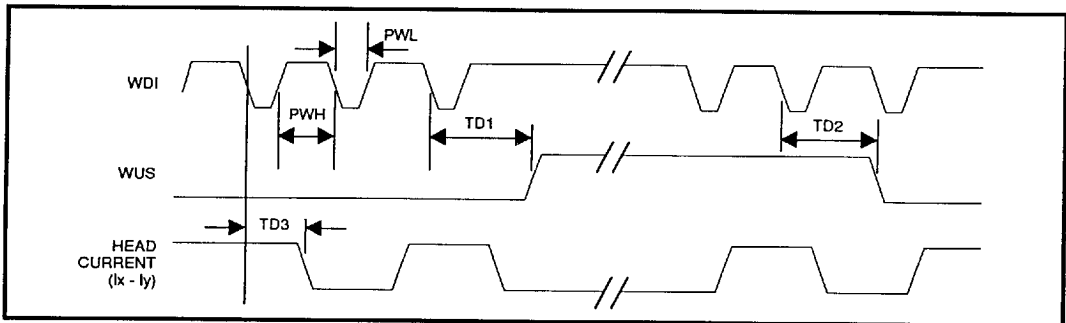 PWL
WDI
PWH
TD1
TD2
WUS
TD3
HEAD
CURRENT
(Ix - Iy)